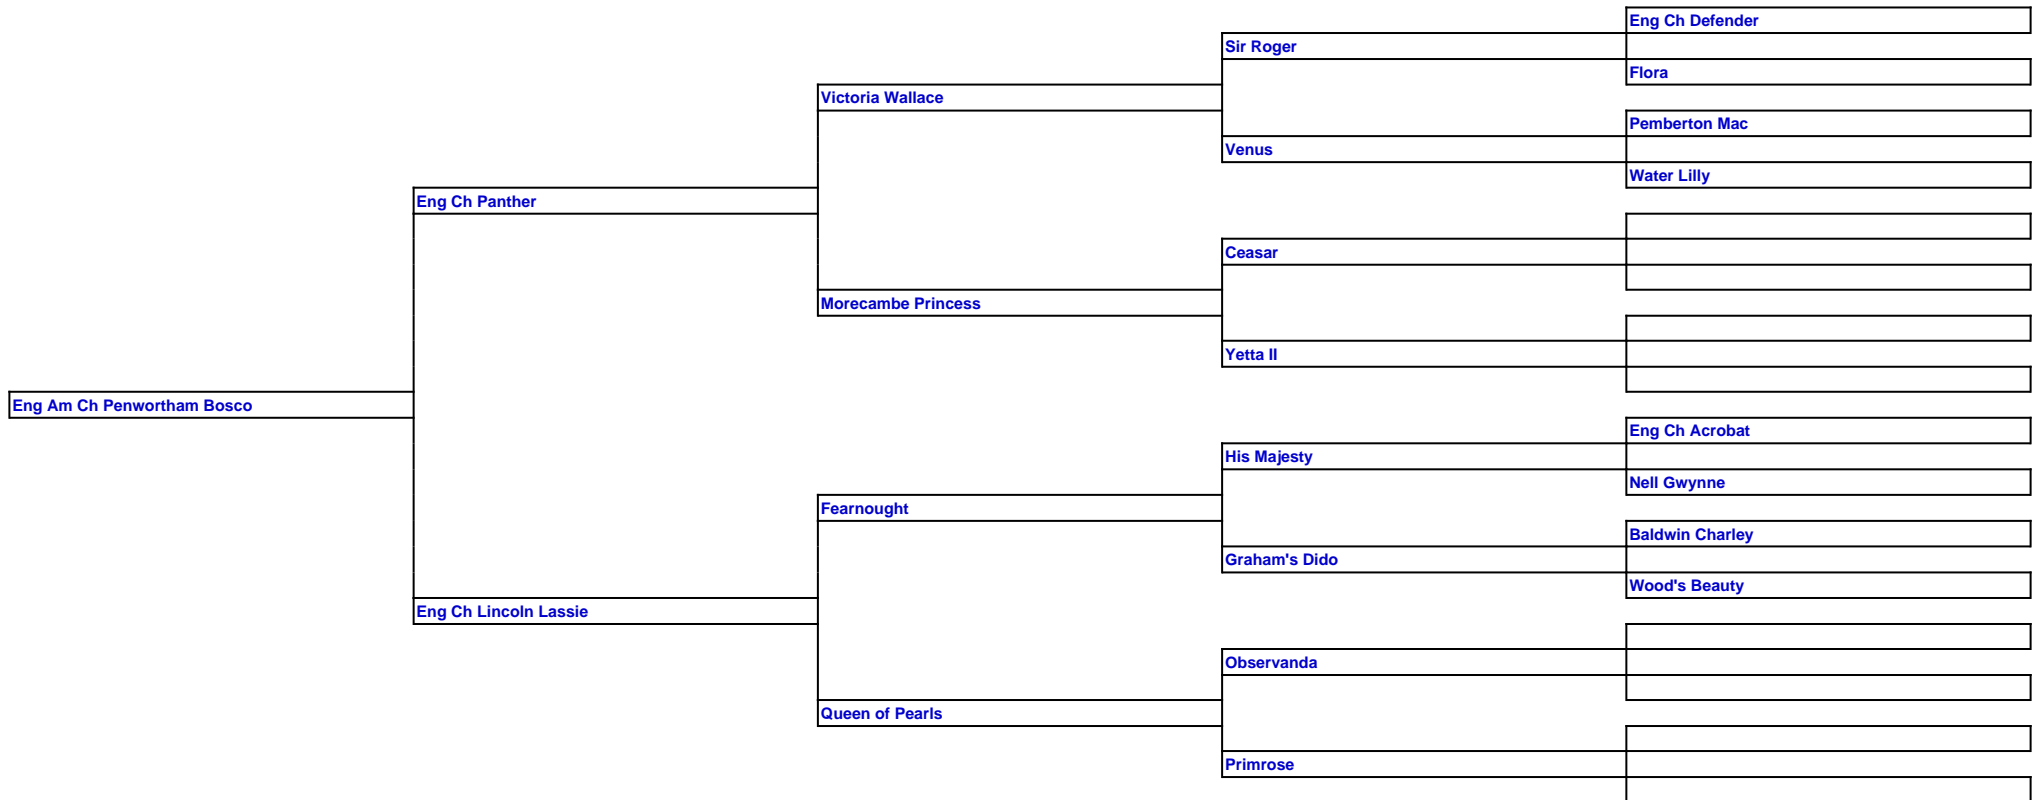 Eng Ch Defender
Sir Roger
Flora
Victoria Wallace
Pemberton Mac
Venus
Water Lilly
Eng Ch Panther
Ceasar
Morecambe Princess
Yetta II
Eng Am Ch Penwortham Bosco
Eng Ch Acrobat
His Majesty
Nell Gwynne
Fearnought
Baldwin Charley
Graham's Dido
Wood's Beauty
Eng Ch Lincoln Lassie
Observanda
Queen of Pearls
Primrose